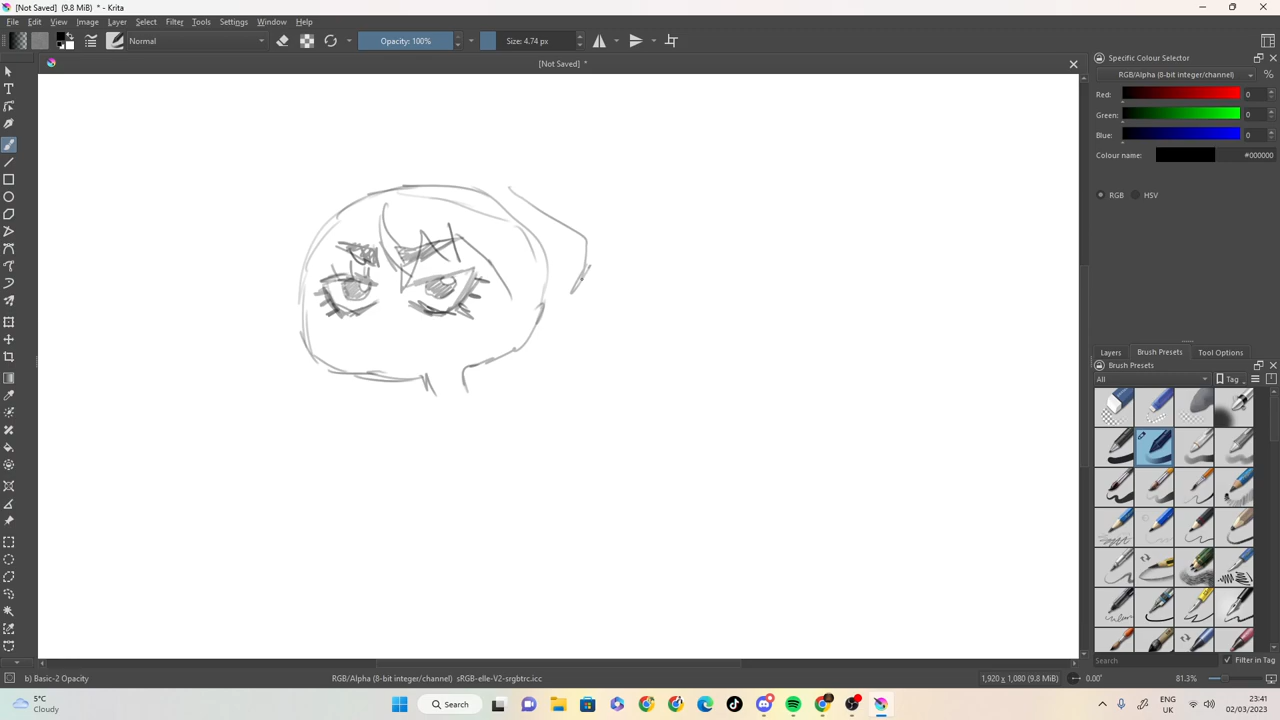 [Not Saved] (9.8 MiB) * - Krita
File Edit View Image Layer Select Filter Tools Settings Window Help
Normal Opacity: 100% Size: 4.74 px
[Not Saved] *
Specific Colour Selector
RGB/Alpha (8-bit integer/channel) %
Red: 0
Green: 0
Blue: 0
Colour name: #000000
RGB HSV
Layers Brush Presets Tool Options
Brush Presets
All Tag
Search Filter in Tag
b) Basic-2 Opacity RGB/Alpha (8-bit integer/channel) sRGB-elle-V2-srgbtrc.icc 1,920 x 1,080 (9.8 MiB) 0.00° 81.3%
5°C
Cloudy
Search
ENG
UK
23:41
02/03/2023